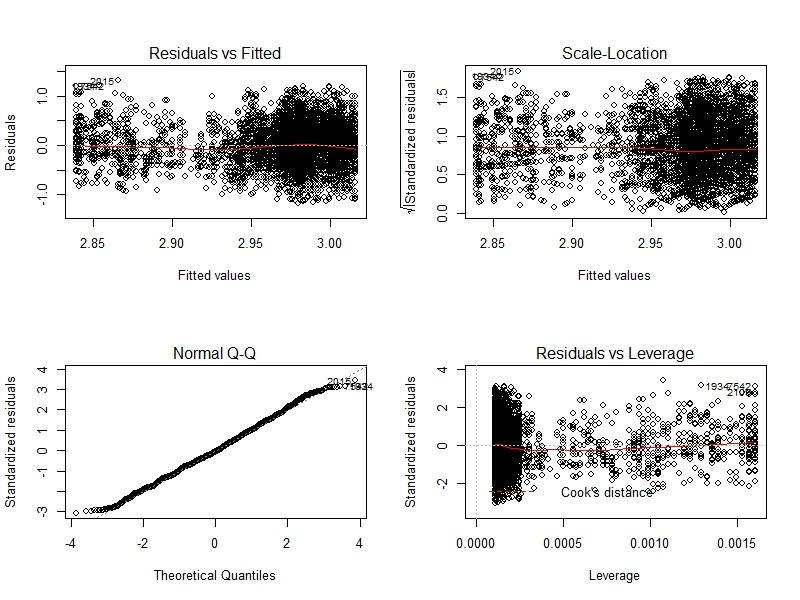 Residuals vs Fitted
Residuals
-1.0 0.0 1.0
2015
2.85 2.90 2.95 3.00
Fitted values
Scale-Location
√|Standardized residuals|
0.0 0.5 1.0 1.5
2015
2.85 2.90 2.95 3.00
Fitted values
Normal Q-Q
Standardized residuals
-3 -1 0 1 2 3 4
2015
-4 -2 0 2 4
Theoretical Quantiles
Residuals vs Leverage
Standardized residuals
-2 0 2 4
1934
7542
Cook's distance
0.0000 0.0005 0.0010 0.0015
Leverage